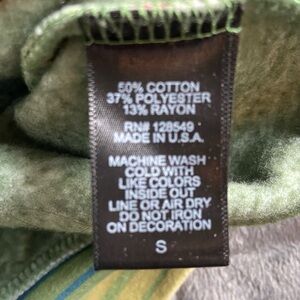 50% COTTON
37% POLYESTER
13% RAYON
RN# 128549
MADE IN U.S.A.
MACHINE WASH
COLD WITH
LIKE COLORS
INSIDE OUT
LINE OR AIR DRY
DO NOT IRON
ON DECORATION
S